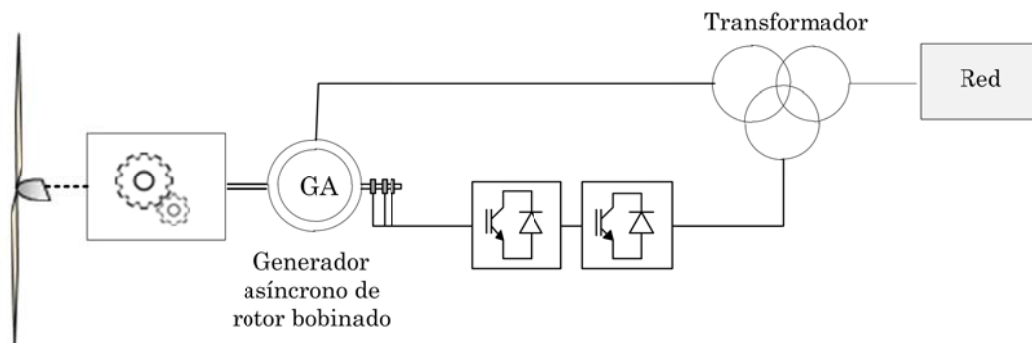 Transformador
Red
GA
Generador
asíncrono de
rotor bobinado